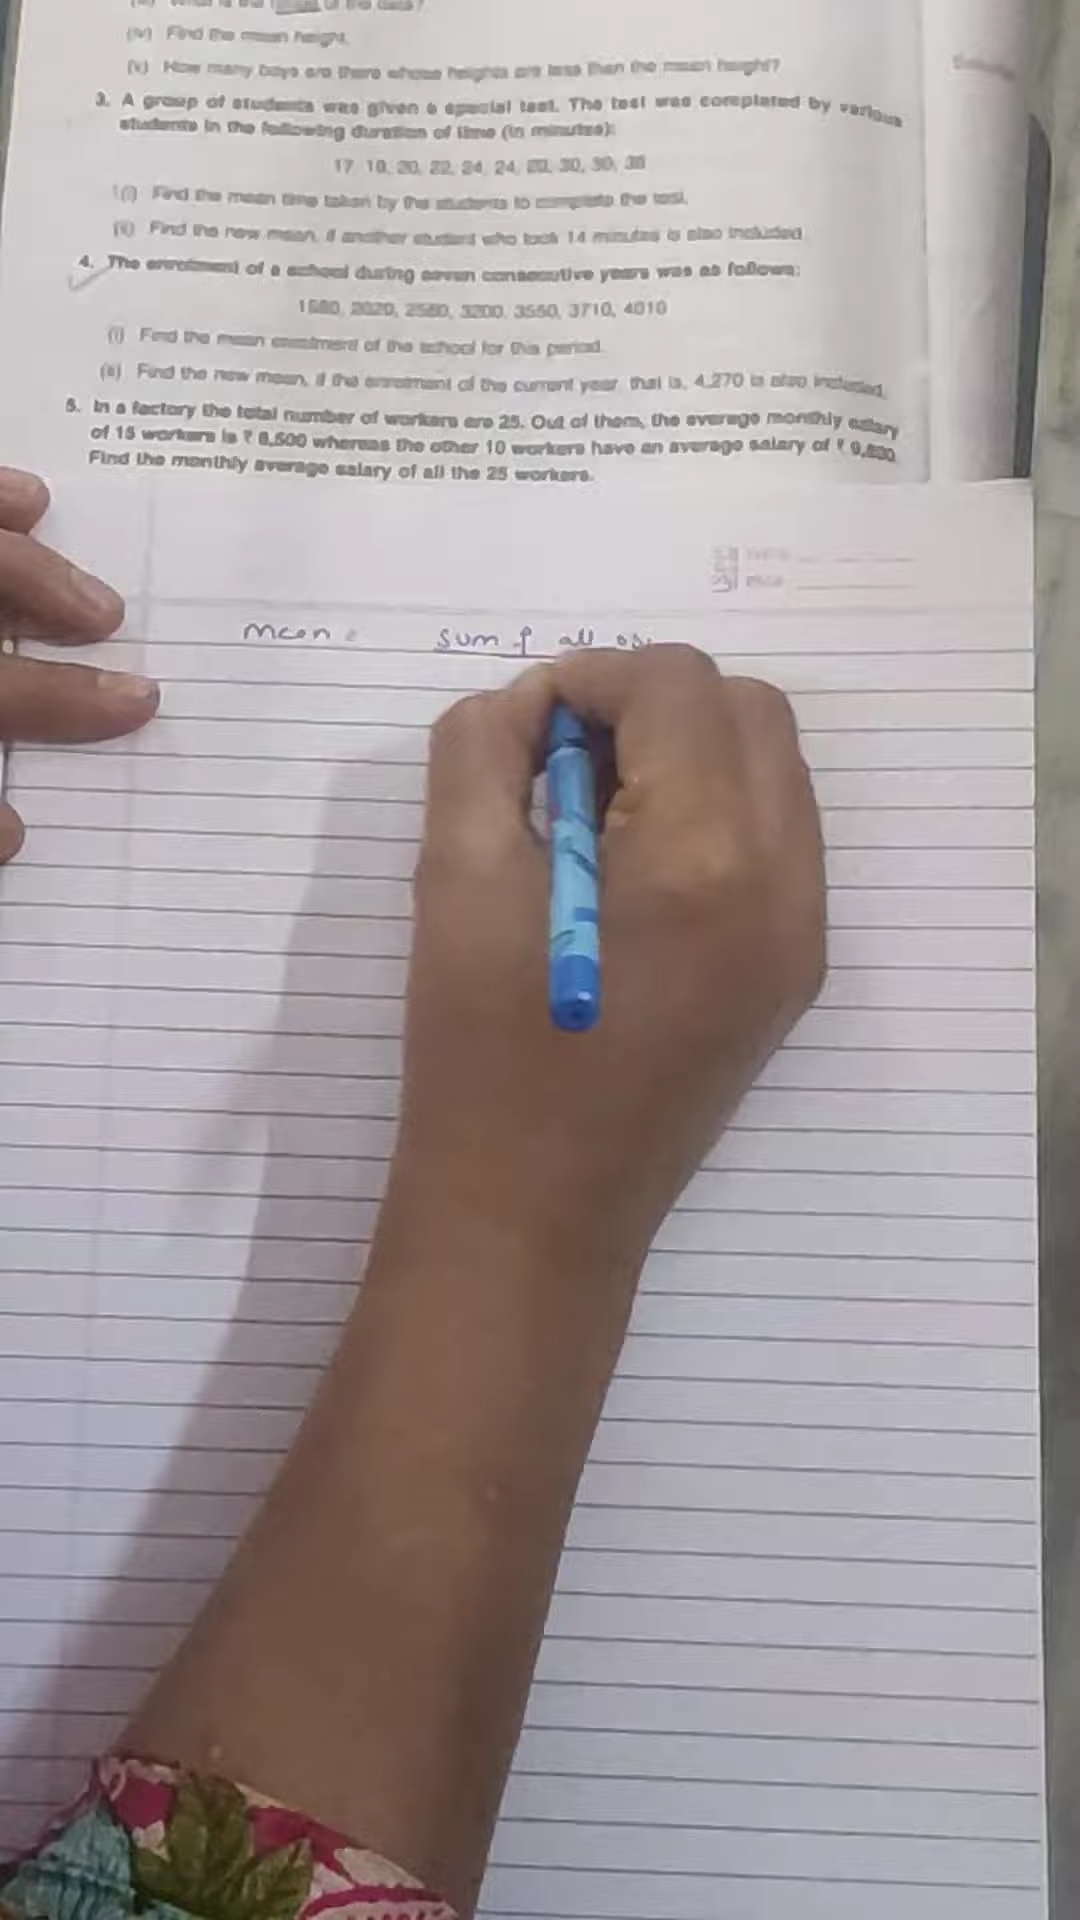 (iv) Find the mean height.
(v) How many boys are there whose heights are less than the mean height?
3. A group of students was given a special test. The test was completed by various
students in the following duration of time (in minutes):
20, 22, 24, 24, 30, 30,
(i) Find the mean time taken by the students to complete the test.
(ii) Find the new mean, if another student who took 14 minutes is also included.
4. The enrolment of a school during seven consecutive years was as follows:
3200, 3550, 3710, 4010
(i) Find the mean enrolment of the school for this period.
(ii) Find the new mean, if the enrolment of the current year, that is, 4,270 is also included.
5. In a factory the total number of workers are 25. Out of them, the average monthly salary
of 15 workers is ₹ 8,500 whereas the other 10 workers have an average salary of ₹
Find the monthly average salary of all the 25 workers.
DATE
PAGE
Mean = sum of all